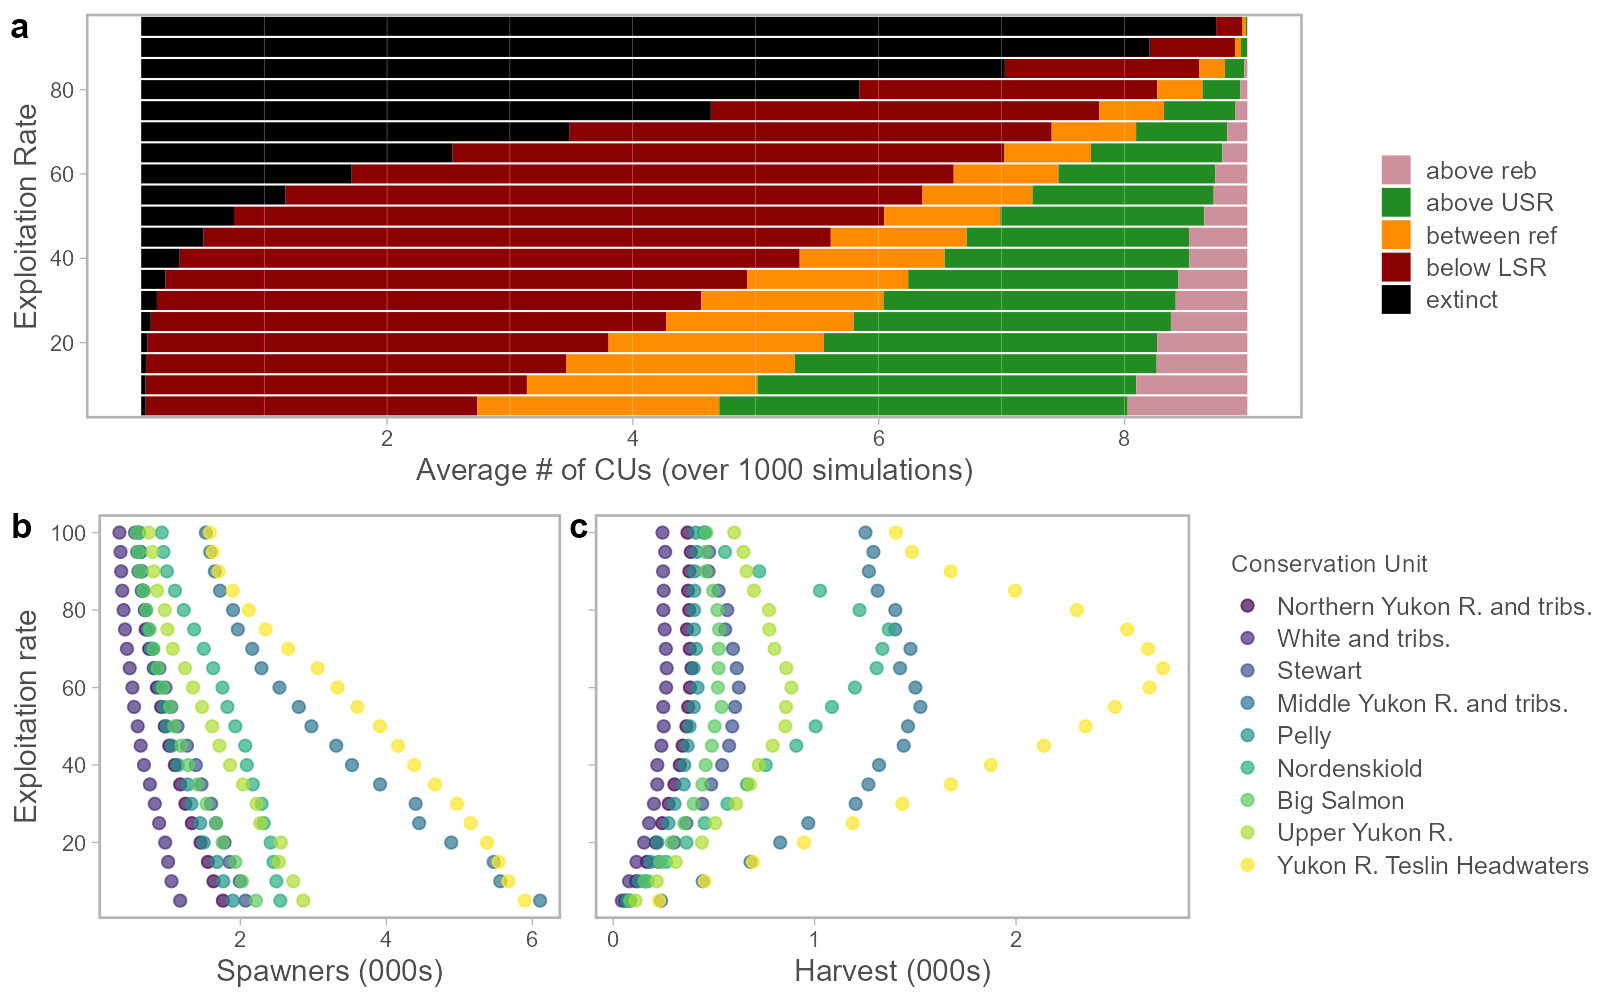 a
Exploitation Rate
80
60
40
20
2 4 6 8
Average # of CUs (over 1000 simulations)
above reb
above USR
between ref
below LSR
extinct
b
Exploitation rate
100
80
60
40
20
2 4 6
Spawners (000s)
c
0 1 2
Harvest (000s)
Conservation Unit
Northern Yukon R. and tribs.
White and tribs.
Stewart
Middle Yukon R. and tribs.
Pelly
Nordenskiold
Big Salmon
Upper Yukon R.
Yukon R. Teslin Headwaters